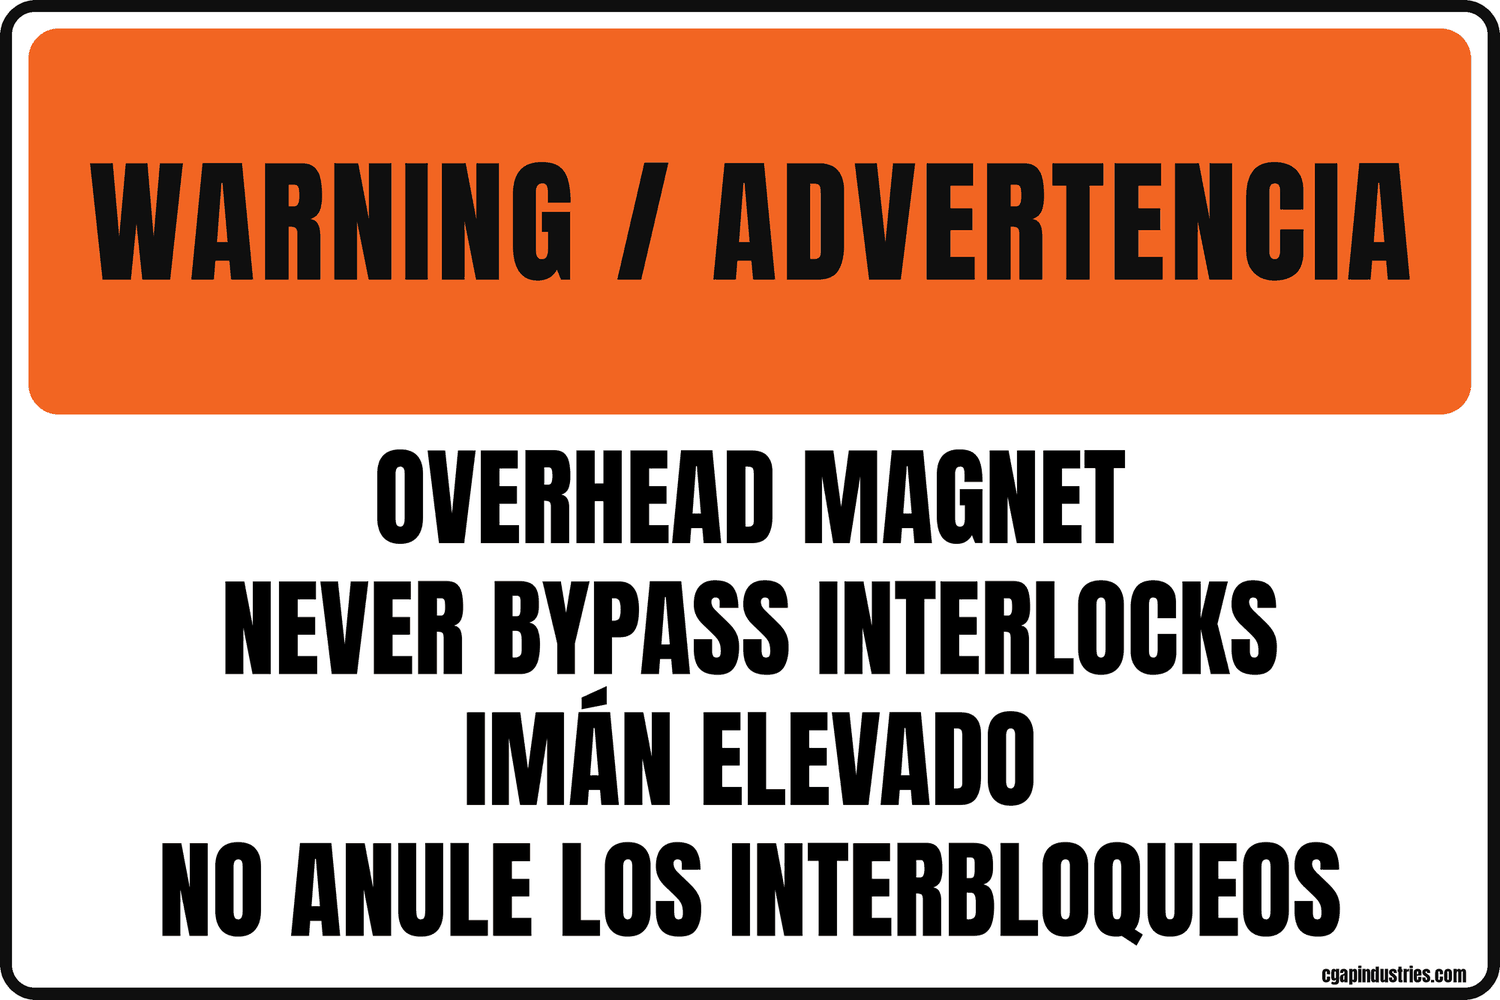 WARNING / ADVERTENCIA
OVERHEAD MAGNET
NEVER BYPASS INTERLOCKS
IMÁN ELEVADO
NO ANULE LOS INTERBLOQUEOS
cgapindustries.com